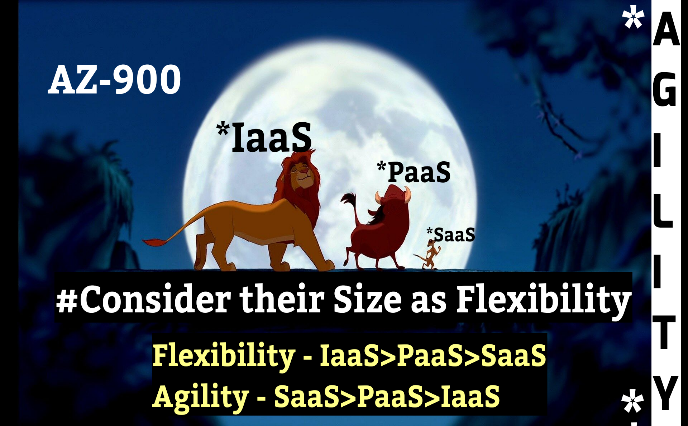 AZ-900
*IaaS
*PaaS
*SaaS
#Consider their Size as Flexibility
Flexibility - IaaS>PaaS>SaaS
Agility - SaaS>PaaS>IaaS
*AGILITY*